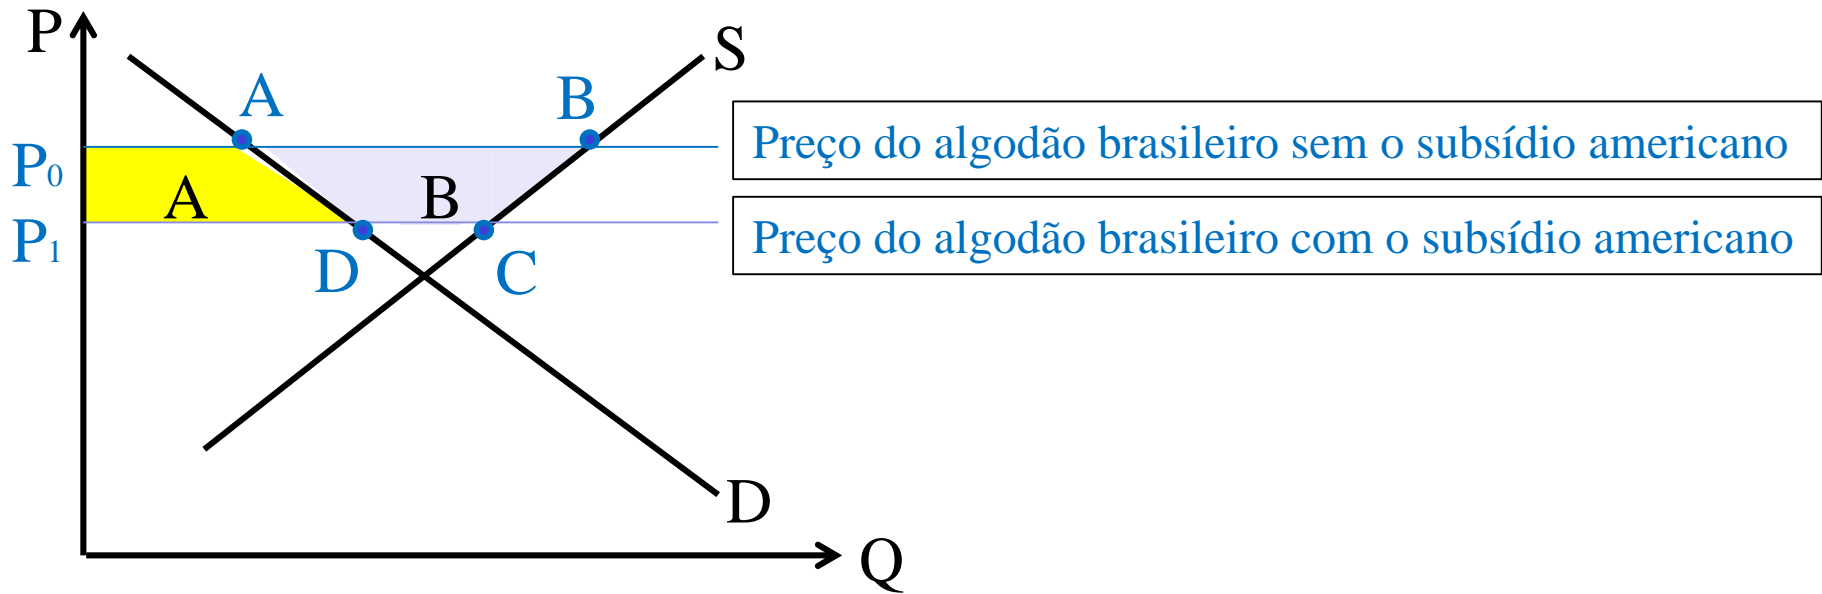 P
S
A
B
Preço do algodão brasileiro sem o subsídio americano
P0
A
B
P1
Preço do algodão brasileiro com o subsídio americano
D
C
D
Q